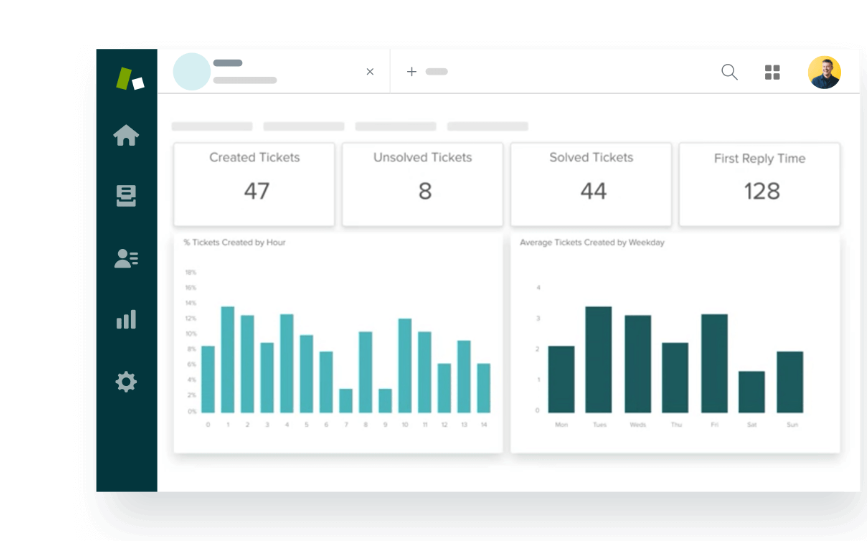 Created Tickets
47
Unsolved Tickets
8
Solved Tickets
44
First Reply Time
128
% Tickets Created by Hour
18%
16%
14%
12%
10%
8%
6%
4%
2%
0%
0 1 2 3 4 5 6 7 8 9 10 11 12 13 14
Average Tickets Created by Weekday
4
3
2
1
0
Mon Tues Weds Thu Fri Sat Sun